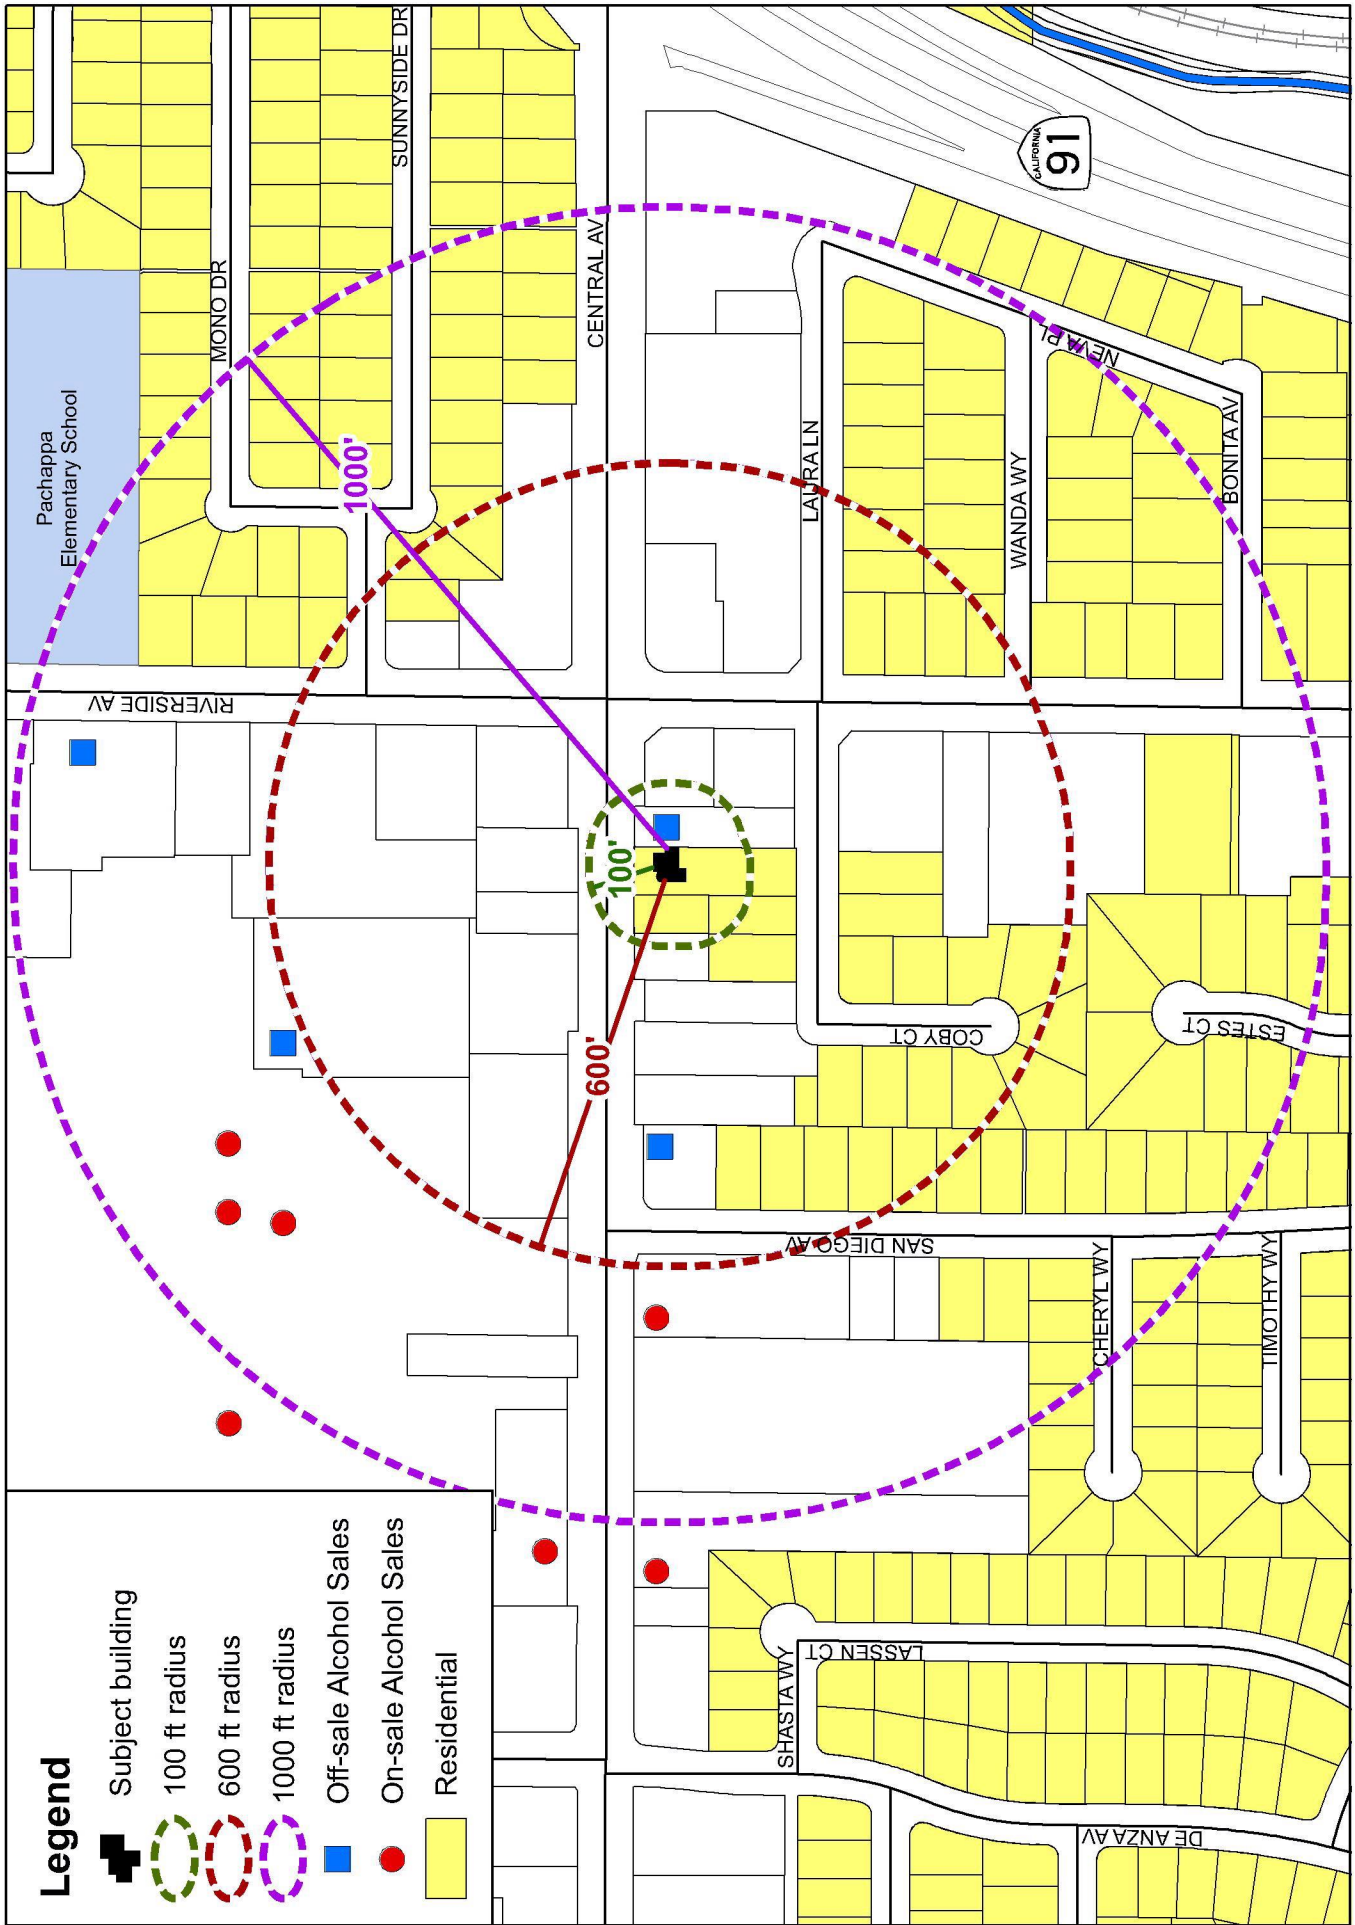 Pachappa
Elementary School
MONO DR
SUNNYSIDE DR
CENTRAL AV
CALIFORNIA
91
1000'
RIVERSIDE AV
LAURA LN
WANDA WY
NEVA PL
BONITA AV
100'
600'
COBY CT
ESTES CT
SAN DIEGO AV
CHERYL WY
TIMOTHY WY
SHASTA WY
LASSEN CT
DE ANZA AV
Legend
Subject building
100 ft radius
600 ft radius
1000 ft radius
Off-sale Alcohol Sales
On-sale Alcohol Sales
Residential